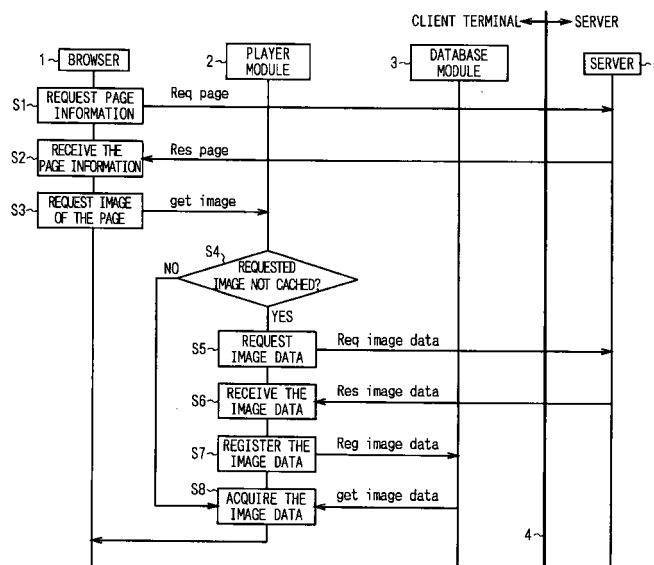 CLIENT TERMINAL
SERVER
1
BROWSER
2
PLAYER
MODULE
3
DATABASE
MODULE
SERVER
S1
REQUEST PAGE
INFORMATION
Req page
S2
RECEIVE THE
PAGE INFORMATION
Res page
S3
REQUEST IMAGE
OF THE PAGE
get image
S4
NO
REQUESTED
IMAGE NOT CACHED?
YES
S5
REQUEST
IMAGE DATA
Req image data
S6
RECEIVE THE
IMAGE DATA
Res image data
S7
REGISTER THE
IMAGE DATA
Reg image data
S8
ACQUIRE THE
IMAGE DATA
get image data
4